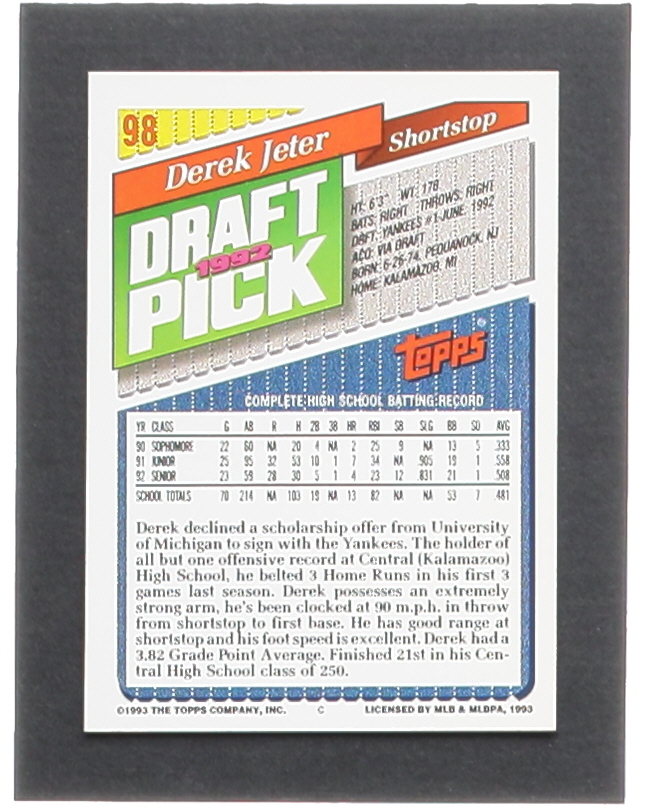 98
Derek Jeter
Shortstop
DRAFT
1992
PICK
HT: 6'3" WT: 178
BATS: RIGHT THROWS: RIGHT
DRFT: YANKEES #1-JUNE, 1992
ACQ: VIA DRAFT
BORN: 6-26-74, PEQUANOCK, NJ
HOME: KALAMAZOO, MI
Topps
COMPLETE HIGH SCHOOL BATTING RECORD
YR CLASS G AB R H 2B 3B HR RBI SB SLG BB SO AVG
90 SOPHOMORE 22 60 NA 20 4 NA 2 25 9 NA 13 5 .333
91 JUNIOR 25 95 32 53 10 1 7 34 NA .905 19 1 .558
92 SENIOR 23 59 28 30 5 1 4 23 12 .831 21 1 .508
SCHOOL TOTALS 70 214 NA 103 19 NA 13 82 NA NA 53 7 .481
Derek declined a scholarship offer from University
of Michigan to sign with the Yankees. The holder of
all but one offensive record at Central (Kalamazoo)
High School, he belted 3 Home Runs in his first 3
games last season. Derek possesses an extremely
strong arm, he's been clocked at 90 m.p.h. in throw
from shortstop to first base. He has good range at
shortstop and his foot speed is excellent. Derek had a
3.82 Grade Point Average. Finished 21st in his Cen-
tral High School class of 250.
©1993 THE TOPPS COMPANY, INC. C LICENSED BY MLB & MLBPA, 1993